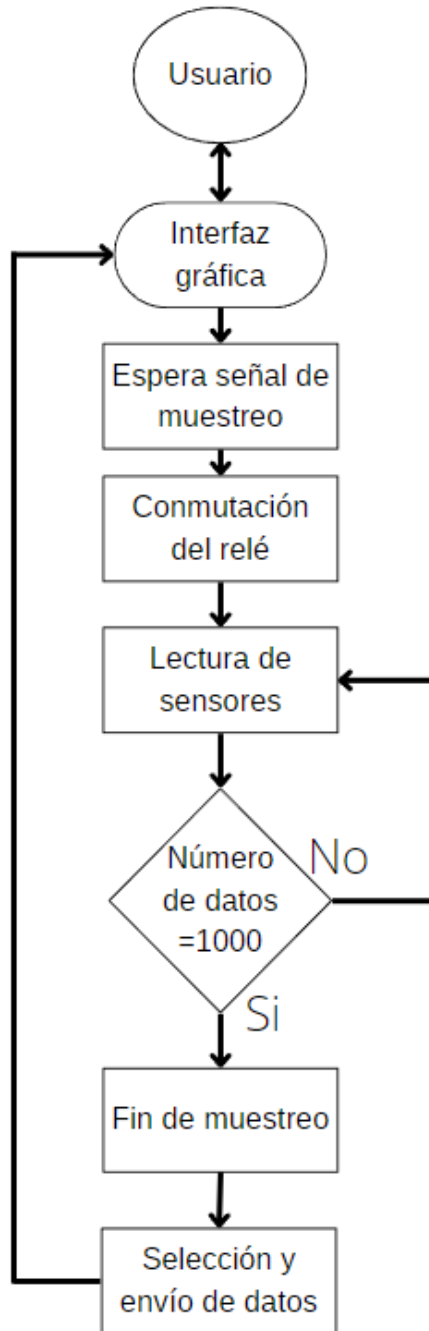 Usuario
Interfaz
gráfica
Espera señal de
muestreo
Conmutación
del relé
Lectura de
sensores
Número
de datos
=1000
No
Si
Fin de muestreo
Selección y
envío de datos